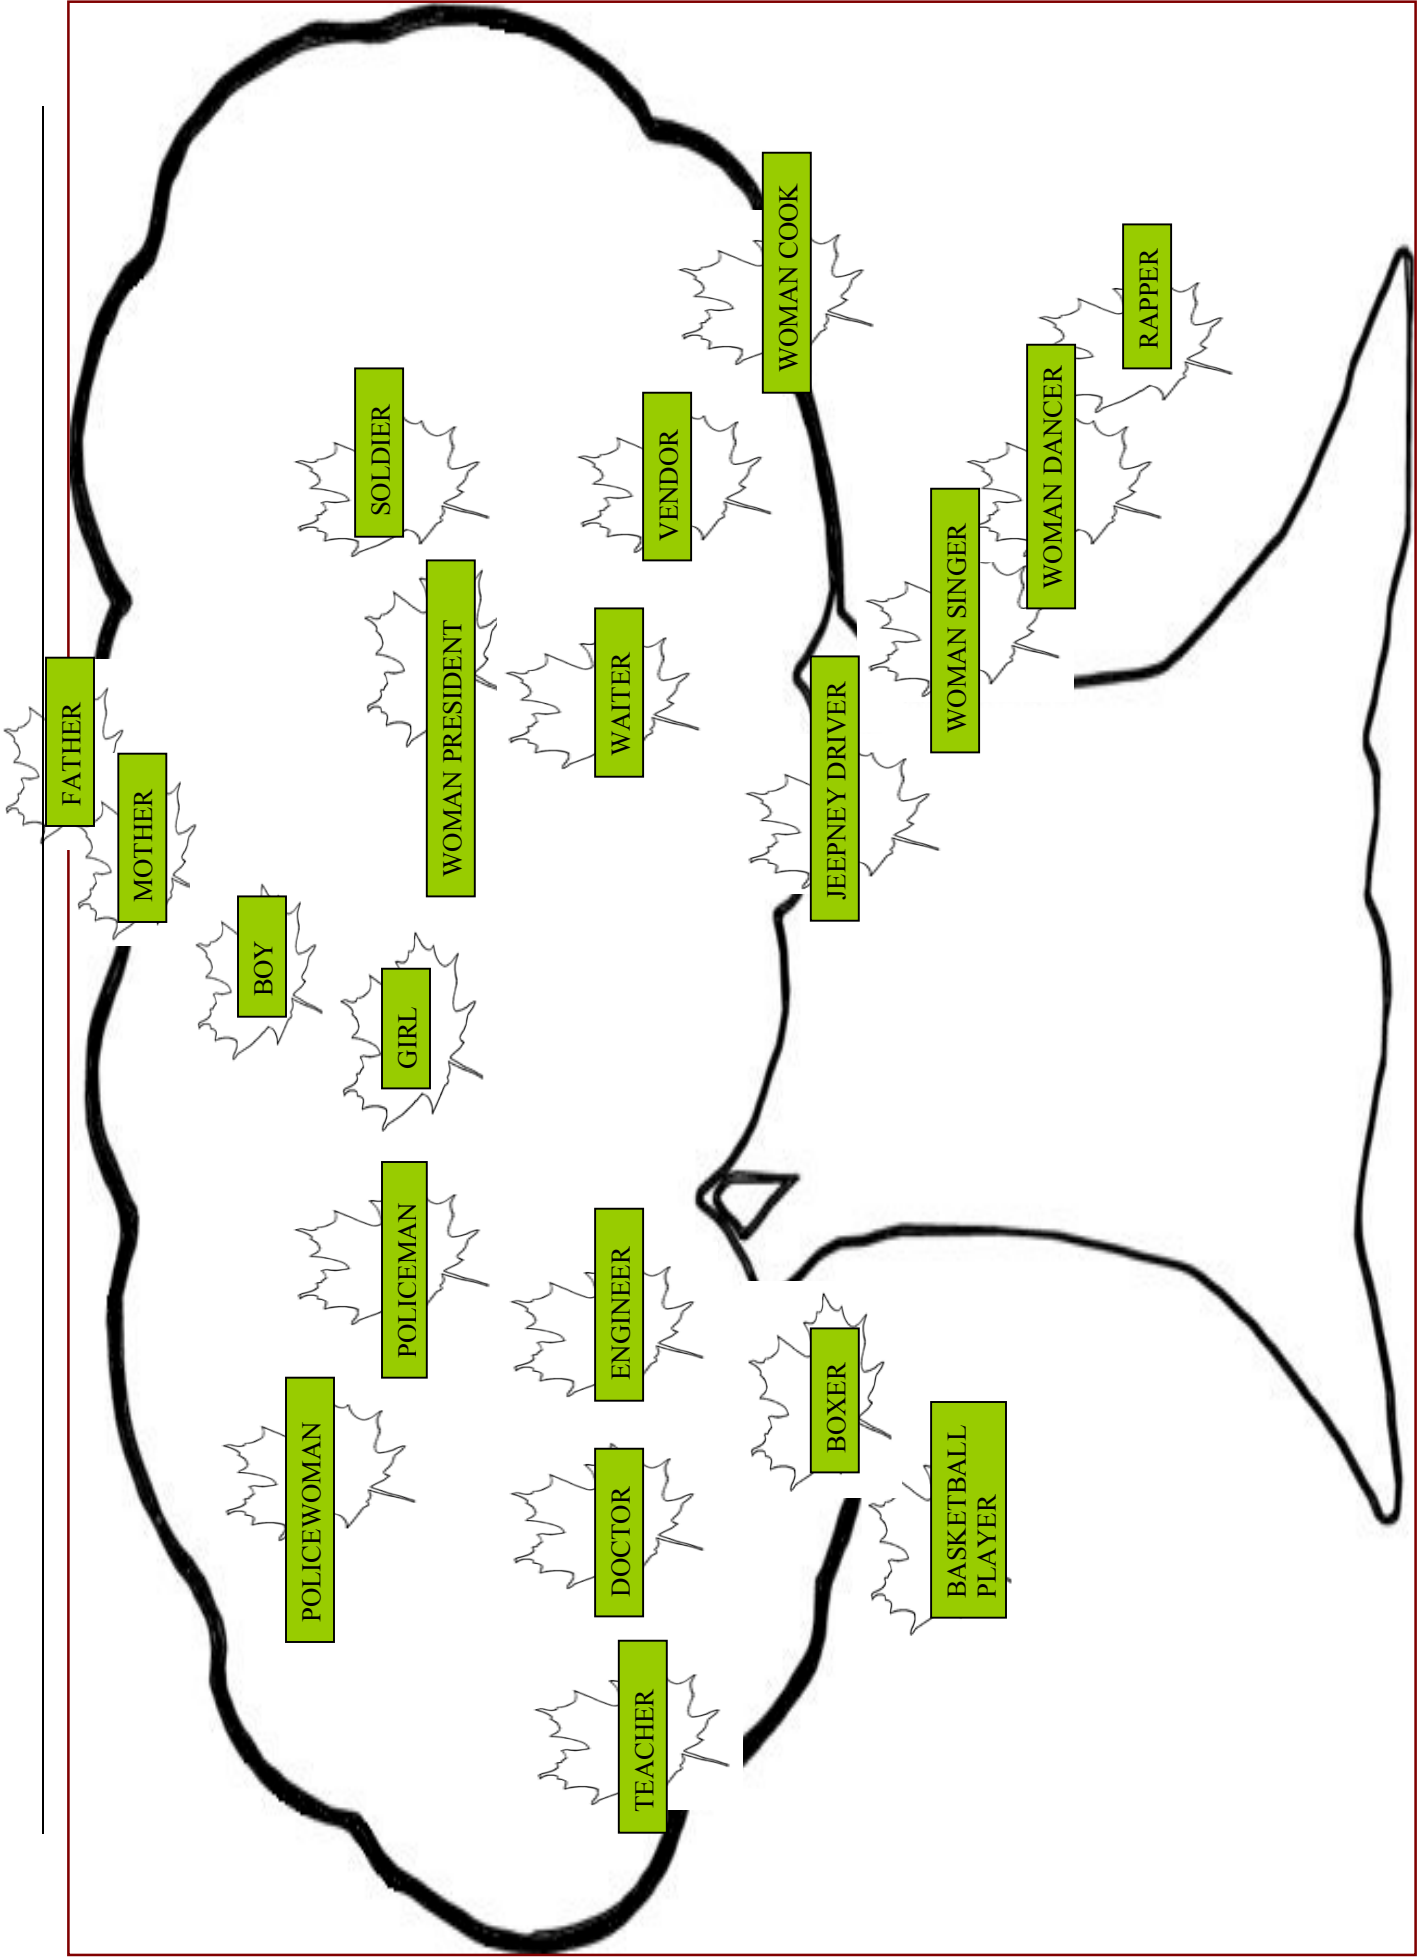 FATHER
MOTHER
BOY
POLICEWOMAN
POLICEMAN
GIRL
SOLDIER
WOMAN PRESIDENT
TEACHER
DOCTOR
ENGINEER
WAITER
VENDOR
WOMAN COOK
BOXER
JEEPNEY DRIVER
BASKETBALL
PLAYER
WOMAN SINGER
WOMAN DANCER
RAPPER